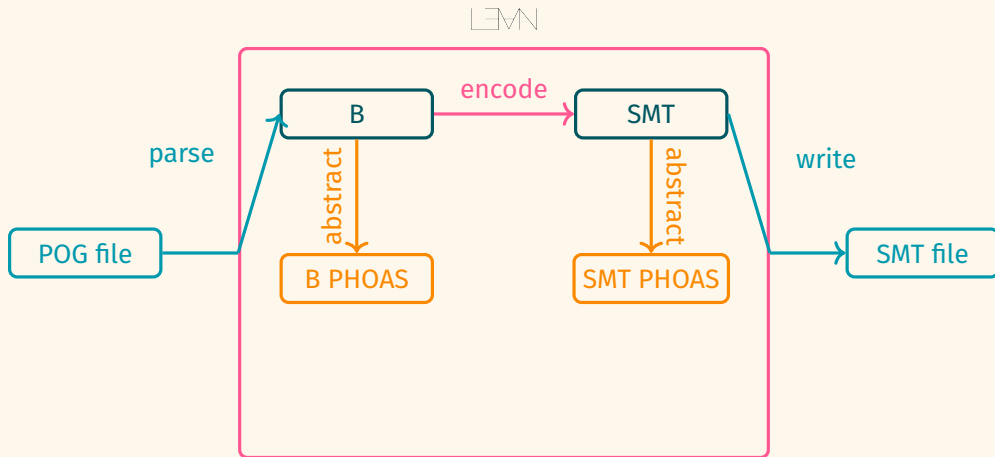 LEAN
encode
B
SMT
parse
abstract
abstract
write
POG file
SMT file
B PHOAS
SMT PHOAS